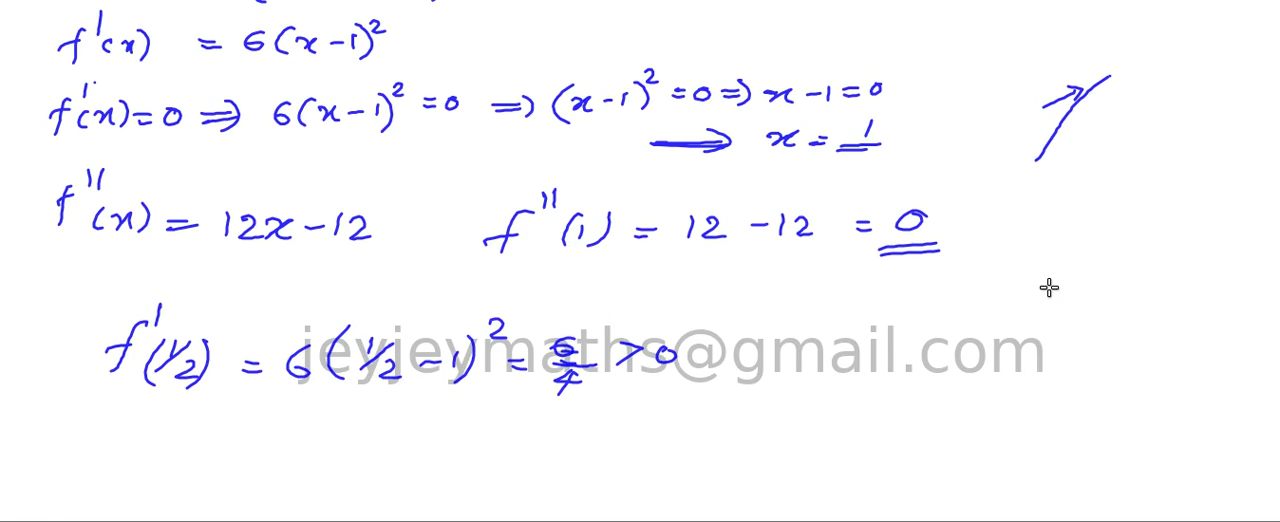 f'(x) = 6(x-1)²
f'(x)=0 ⇒ 6(x-1)² = 0 ⇒ (x-1)² = 0 ⇒ x-1=0
⟹ x = 1
f''(x) = 12x-12 f''(1) = 12 -12 = 0
f'(1/2) = 6(1/2 -1)² = 6/4 >0
jeyjeymaths@gmail.com